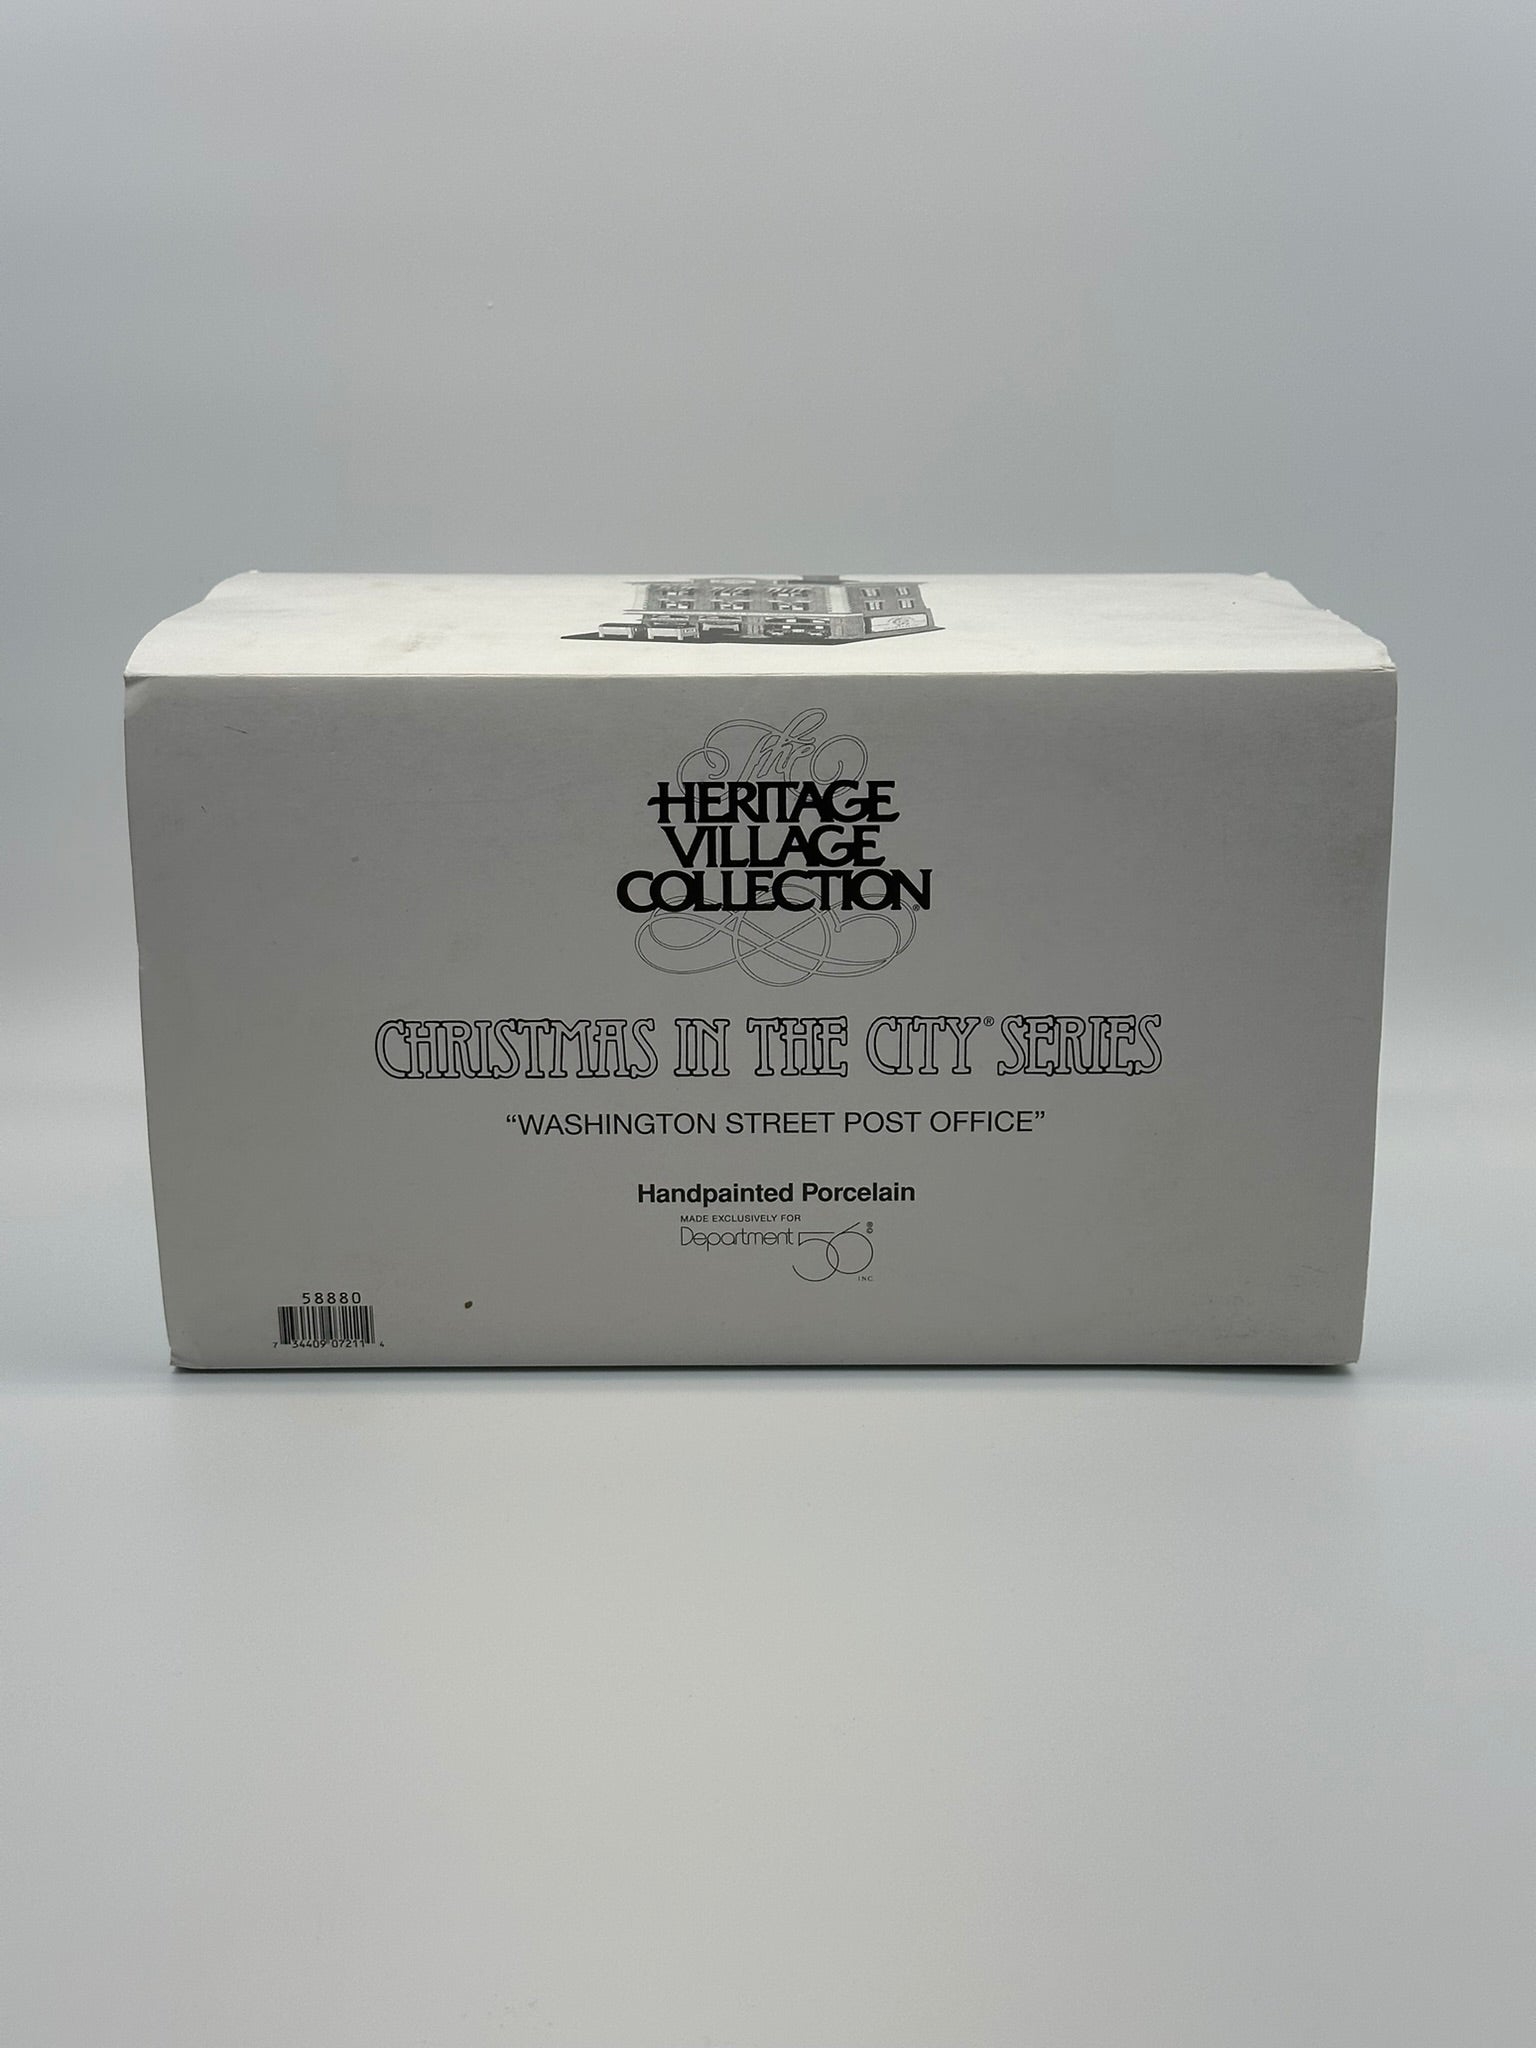 The
HERITAGE
VILLAGE
COLLECTION®
CHRISTMAS IN THE CITY® SERIES
“WASHINGTON STREET POST OFFICE”
Handpainted Porcelain
MADE EXCLUSIVELY FOR
Department 56 ® ©
INC.
58880
7 34409 07211 4